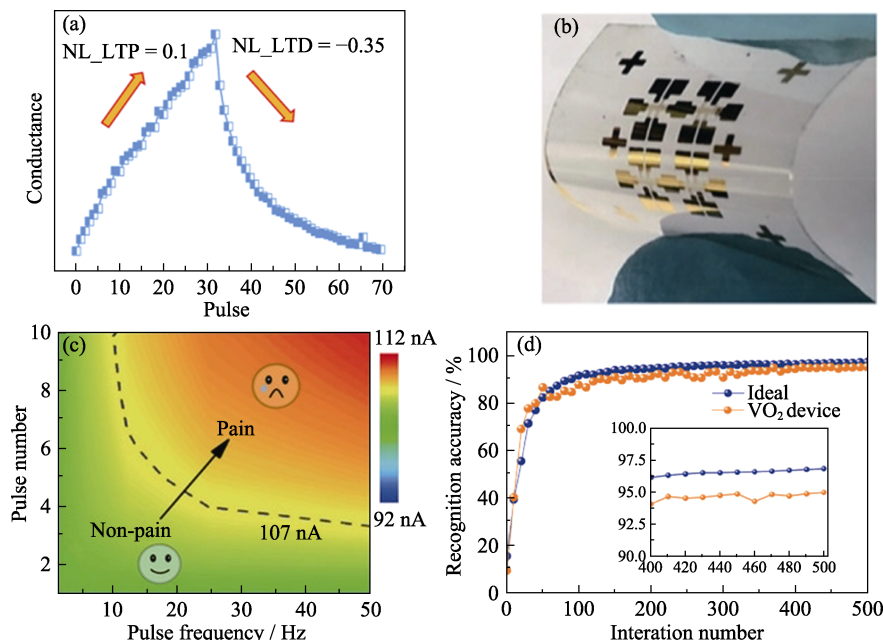 (a)
NL_LTP = 0.1
NL_LTD = −0.35
Conductance
0 10 20 30 40 50 60 70
Pulse
(b)
(c)
10
8
6
4
2
Pulse number
Pain
Non-pain
107 nA
112 nA
92 nA
10 20 30 40 50
Pulse frequency / Hz
(d)
100
80
60
40
20
0
Recognition accuracy / %
Ideal
VO₂ device
100.0
97.5
95.0
92.5
90.0
400 420 440 460 480 500
0 100 200 300 400 500
Interation number